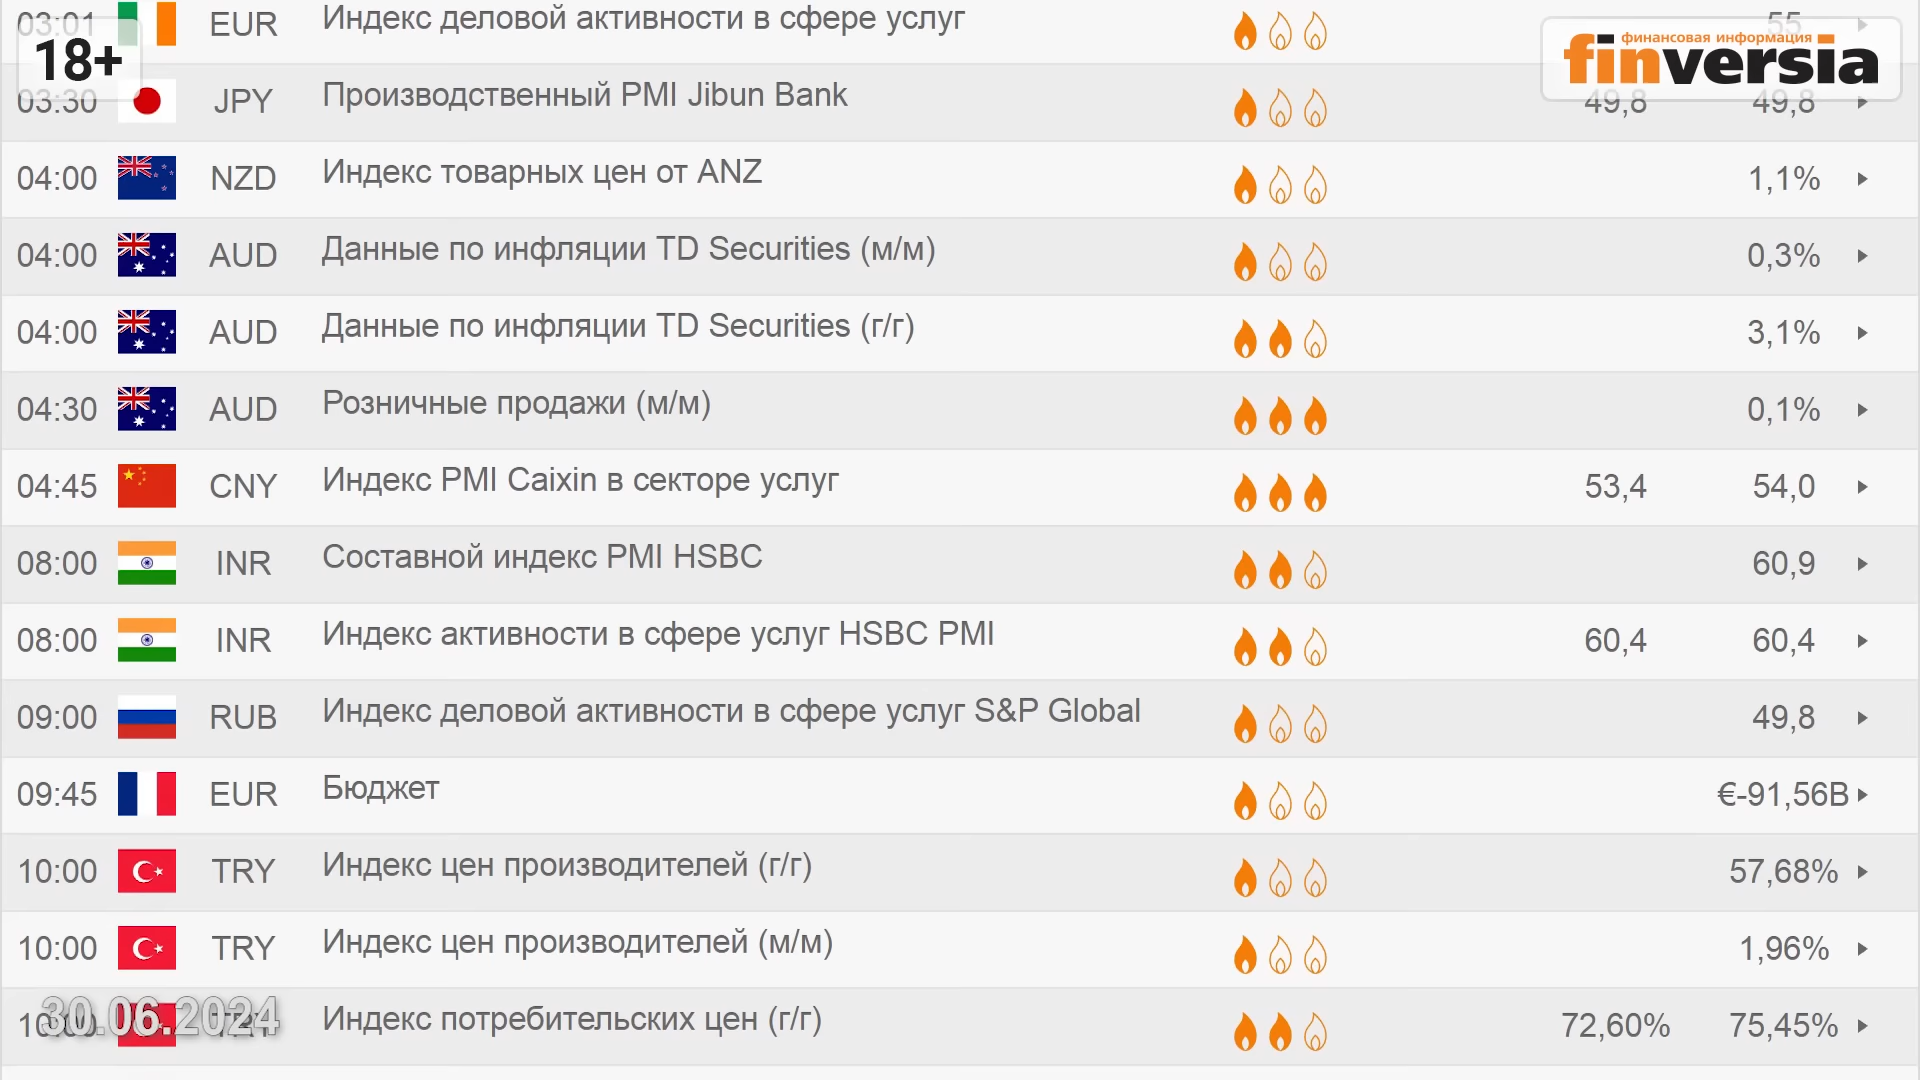 03:01 EUR Индекс деловой активности в сфере услуг 55
18+
финансовая информация
finversia
03:30 JPY Производственный PMI Jibun Bank 49,8 49,8
04:00 NZD Индекс товарных цен от ANZ 1,1%
04:00 AUD Данные по инфляции TD Securities (м/м) 0,3%
04:00 AUD Данные по инфляции TD Securities (г/г) 3,1%
04:30 AUD Розничные продажи (м/м) 0,1%
04:45 CNY Индекс PMI Caixin в секторе услуг 53,4 54,0
08:00 INR Составной индекс PMI HSBC 60,9
08:00 INR Индекс активности в сфере услуг HSBC PMI 60,4 60,4
09:00 RUB Индекс деловой активности в сфере услуг S&P Global 49,8
09:45 EUR Бюджет €-91,56B
10:00 TRY Индекс цен производителей (г/г) 57,68%
10:00 TRY Индекс цен производителей (м/м) 1,96%
10:00 TRY Индекс потребительских цен (г/г) 72,60% 75,45%
30.06.2024